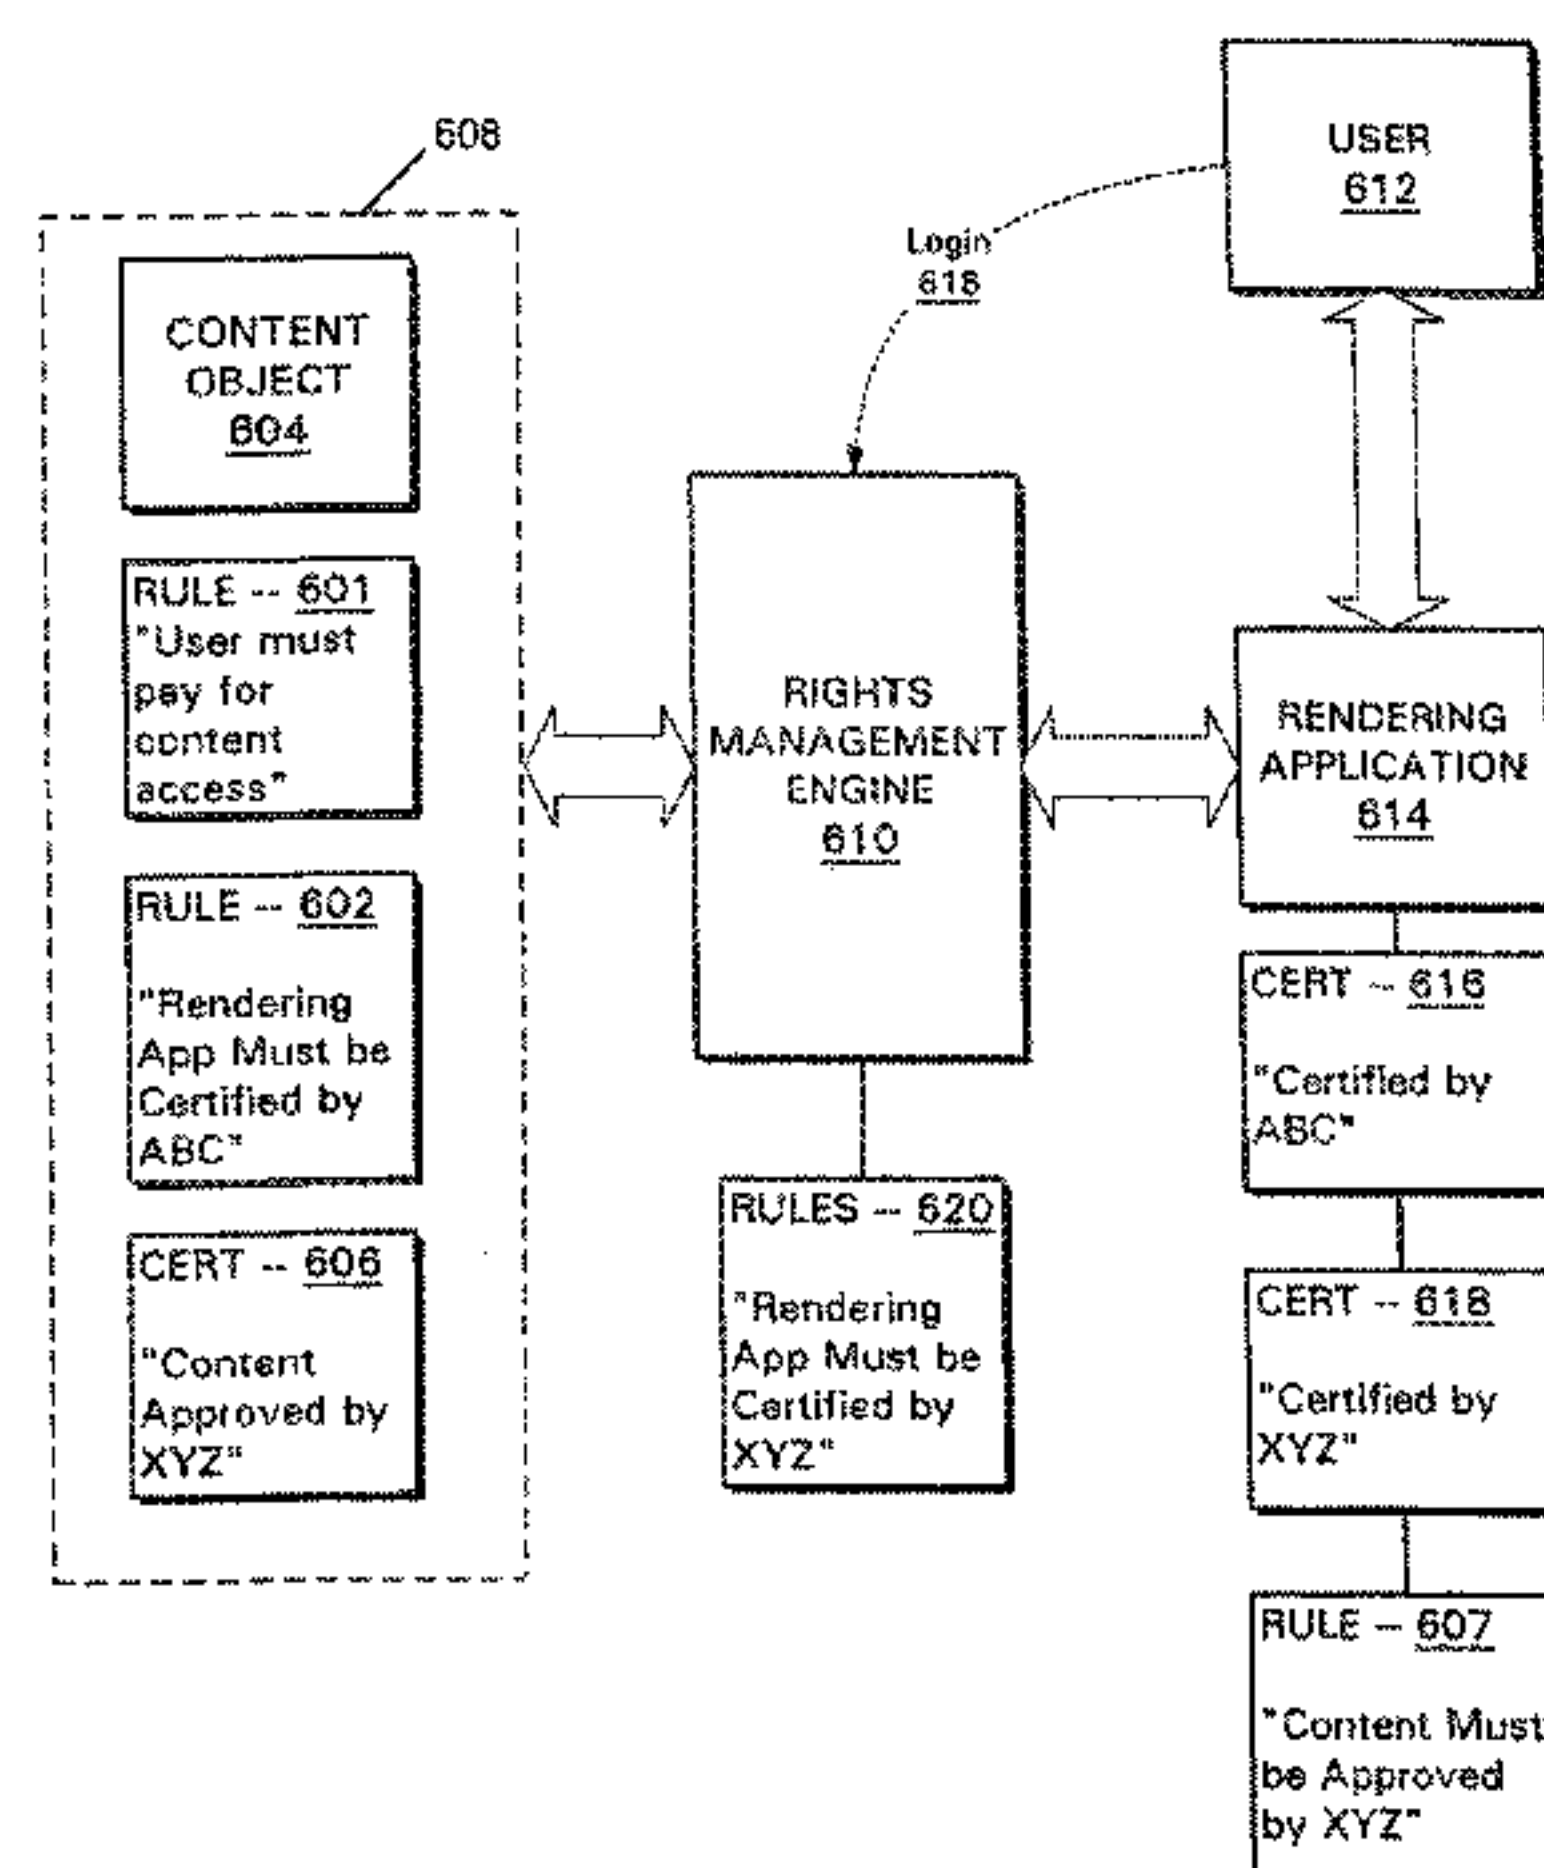 608
CONTENT
OBJECT
604
RULE -- 601
"User must
pay for
content
access"
RULE -- 602
"Rendering
App Must be
Certified by
ABC"
CERT -- 606
"Content
Approved by
XYZ"
Login
618
RIGHTS
MANAGEMENT
ENGINE
610
RULES -- 620
"Rendering
App Must be
Certified by
XYZ"
USER
612
RENDERING
APPLICATION
614
CERT -- 616
"Certified by
ABC"
CERT -- 618
"Certified by
XYZ"
RULE -- 607
"Content Must
be Approved
by XYZ"